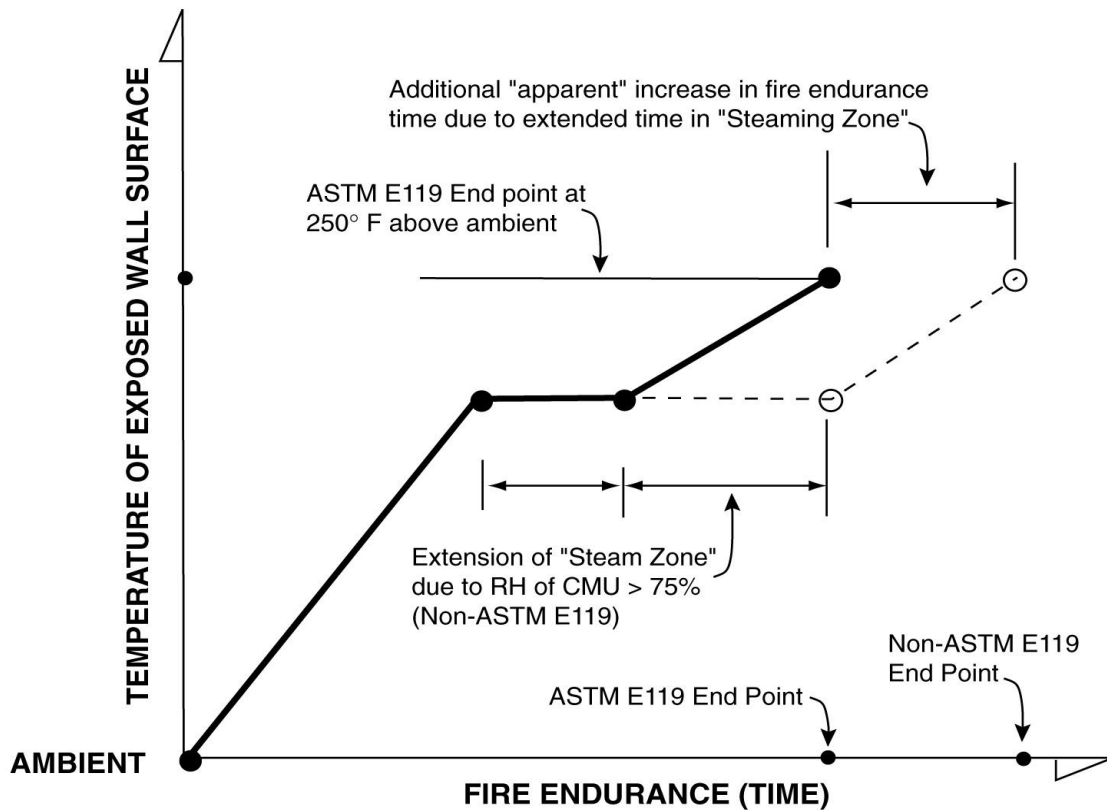 Additional "apparent" increase in fire endurance
time due to extended time in "Steaming Zone"
ASTM E119 End point at
250° F above ambient
TEMPERATURE OF EXPOSED WALL SURFACE
Extension of "Steam Zone"
due to RH of CMU > 75%
(Non-ASTM E119)
Non-ASTM E119
End Point
ASTM E119 End Point
AMBIENT
FIRE ENDURANCE (TIME)